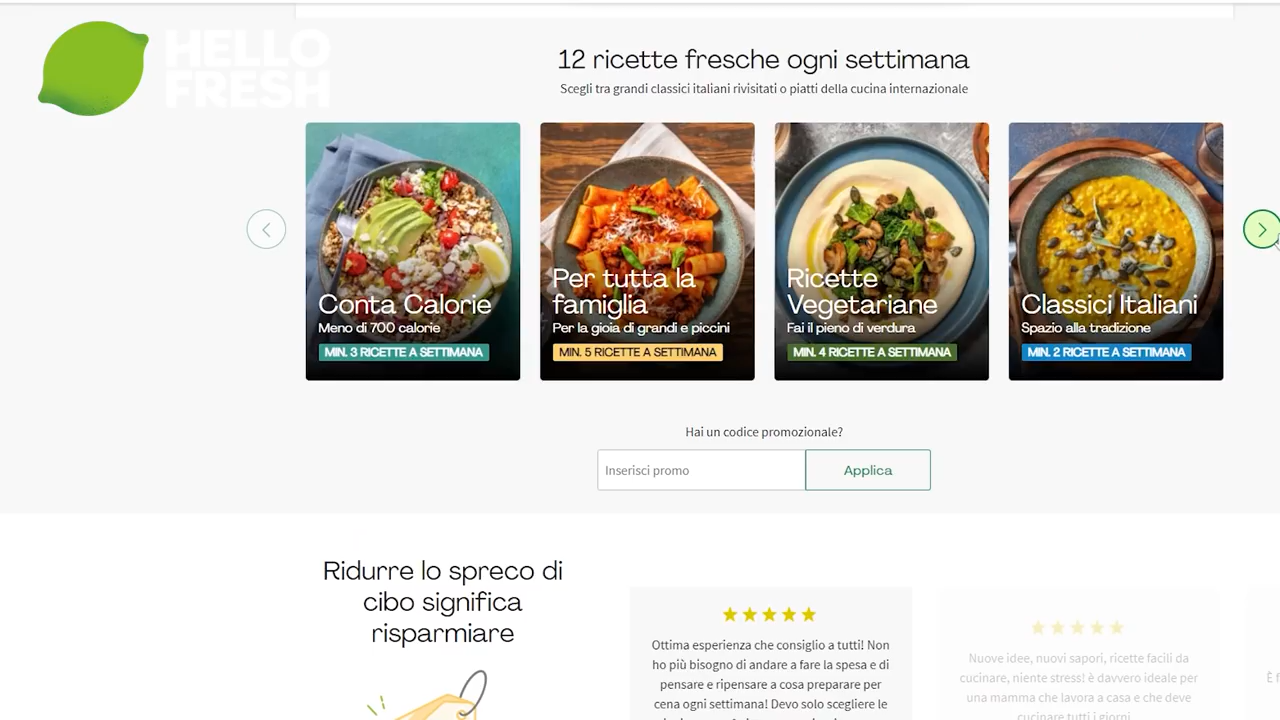 HELLO
FRESH
12 ricette fresche ogni settimana
Scegli tra grandi classici italiani rivisitati o piatti della cucina internazionale
Conta Calorie
Meno di 700 calorie
MIN. 3 RICETTE A SETTIMANA
Per tutta la
famiglia
Per la gioia di grandi e piccini
MIN. 5 RICETTE A SETTIMANA
Ricette
Vegetariane
Fai il pieno di verdura
MIN. 4 RICETTE A SETTIMANA
Classici Italiani
Spazio alla tradizione
MIN. 2 RICETTE A SETTIMANA
Hai un codice promozionale?
Inserisci promo
Applica
Ridurre lo spreco di
cibo significa
risparmiare
Ottima esperienza che consiglio a tutti! Non
ho più bisogno di andare a fare la spesa e di
pensare e ripensare a cosa preparare per
cena ogni settimana! Devo solo scegliere le
Nuove idee, nuovi sapori, ricette facili da
cucinare, niente stress! è davvero ideale per
una mamma che lavora a casa e che deve
cucinare tutti i giorni
È f